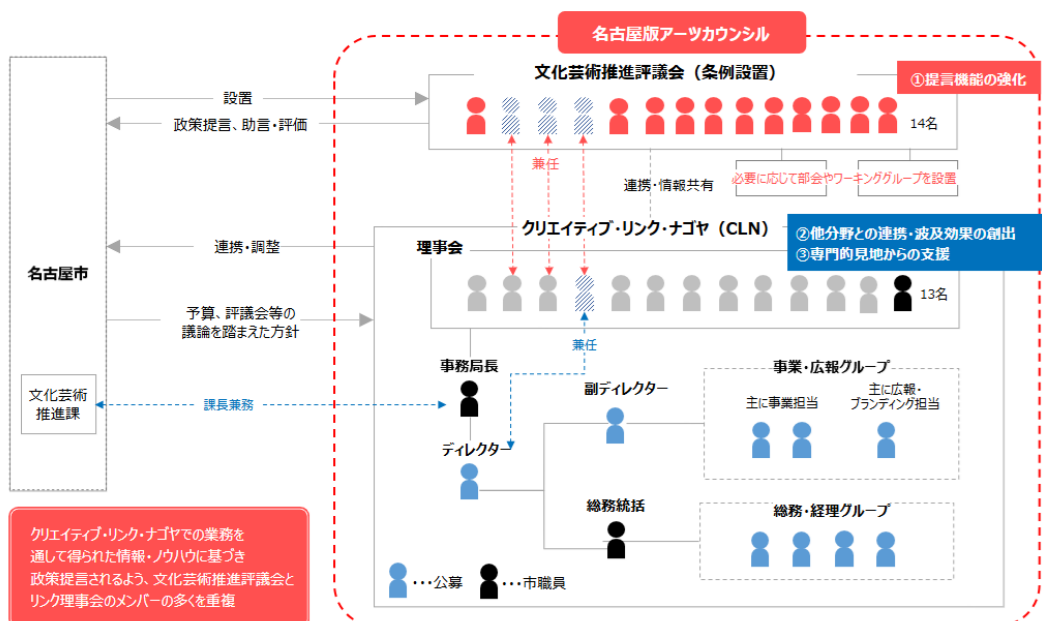 名古屋版アーツカウンシル
文化芸術推進評議会（条例設置）
①提言機能の強化
14名
設置
政策提言、助言・評価
兼任
連携・情報共有
必要に応じて部会やワーキンググループを設置
クリエイティブ・リンク・ナゴヤ（CLN）
②他分野との連携・波及効果の創出
③専門的見地からの支援
理事会
13名
連携・調整
名古屋市
予算、評議会等の
議論を踏まえた方針
兼任
事務局長
文化芸術
推進課
課長兼務
ディレクター
副ディレクター
事業・広報グループ
主に事業担当
主に広報・
ブランディング担当
総務統括
総務・経理グループ
クリエイティブ・リンク・ナゴヤでの業務を
通して得られた情報・ノウハウに基づき
政策提言されるよう、文化芸術推進評議会と
リンク理事会のメンバーの多くを重複
・・・公募
・・・市職員